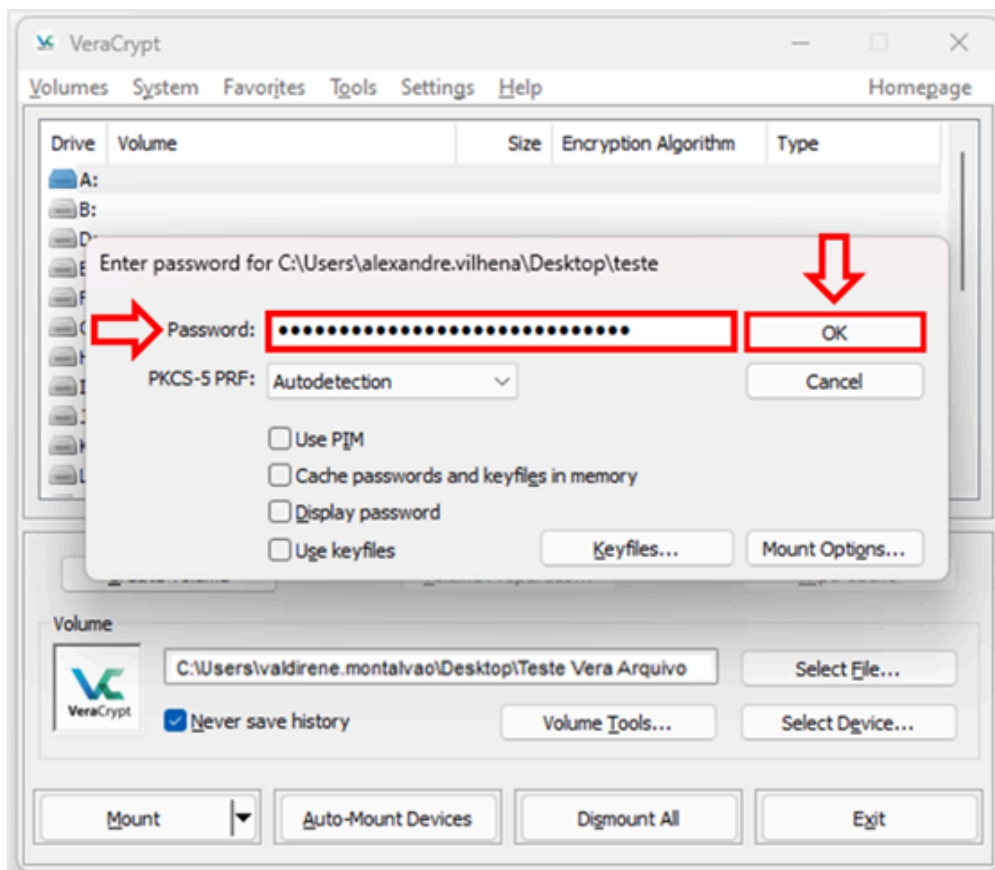 VeraCrypt
Volumes System Favorites Tools Settings Help Homepage
Drive Volume Size Encryption Algorithm Type
A:
B:
D:
Enter password for C:\Users\alexandre.vilhena\Desktop\teste
Password: ●●●●●●●●●●●●●●●●●●●●●●●●●●●●● OK
PKCS-5 PRF: Autodetection Cancel
Use PIM
Cache passwords and keyfiles in memory
Display password
Use keyfiles Keyfiles... Mount Options...
Volume
C:\Users\valdirene.montalvao\Desktop\Teste Vera Arquivo Select File...
VeraCrypt
Never save history Volume Tools... Select Device...
Mount Auto-Mount Devices Dismount All Exit